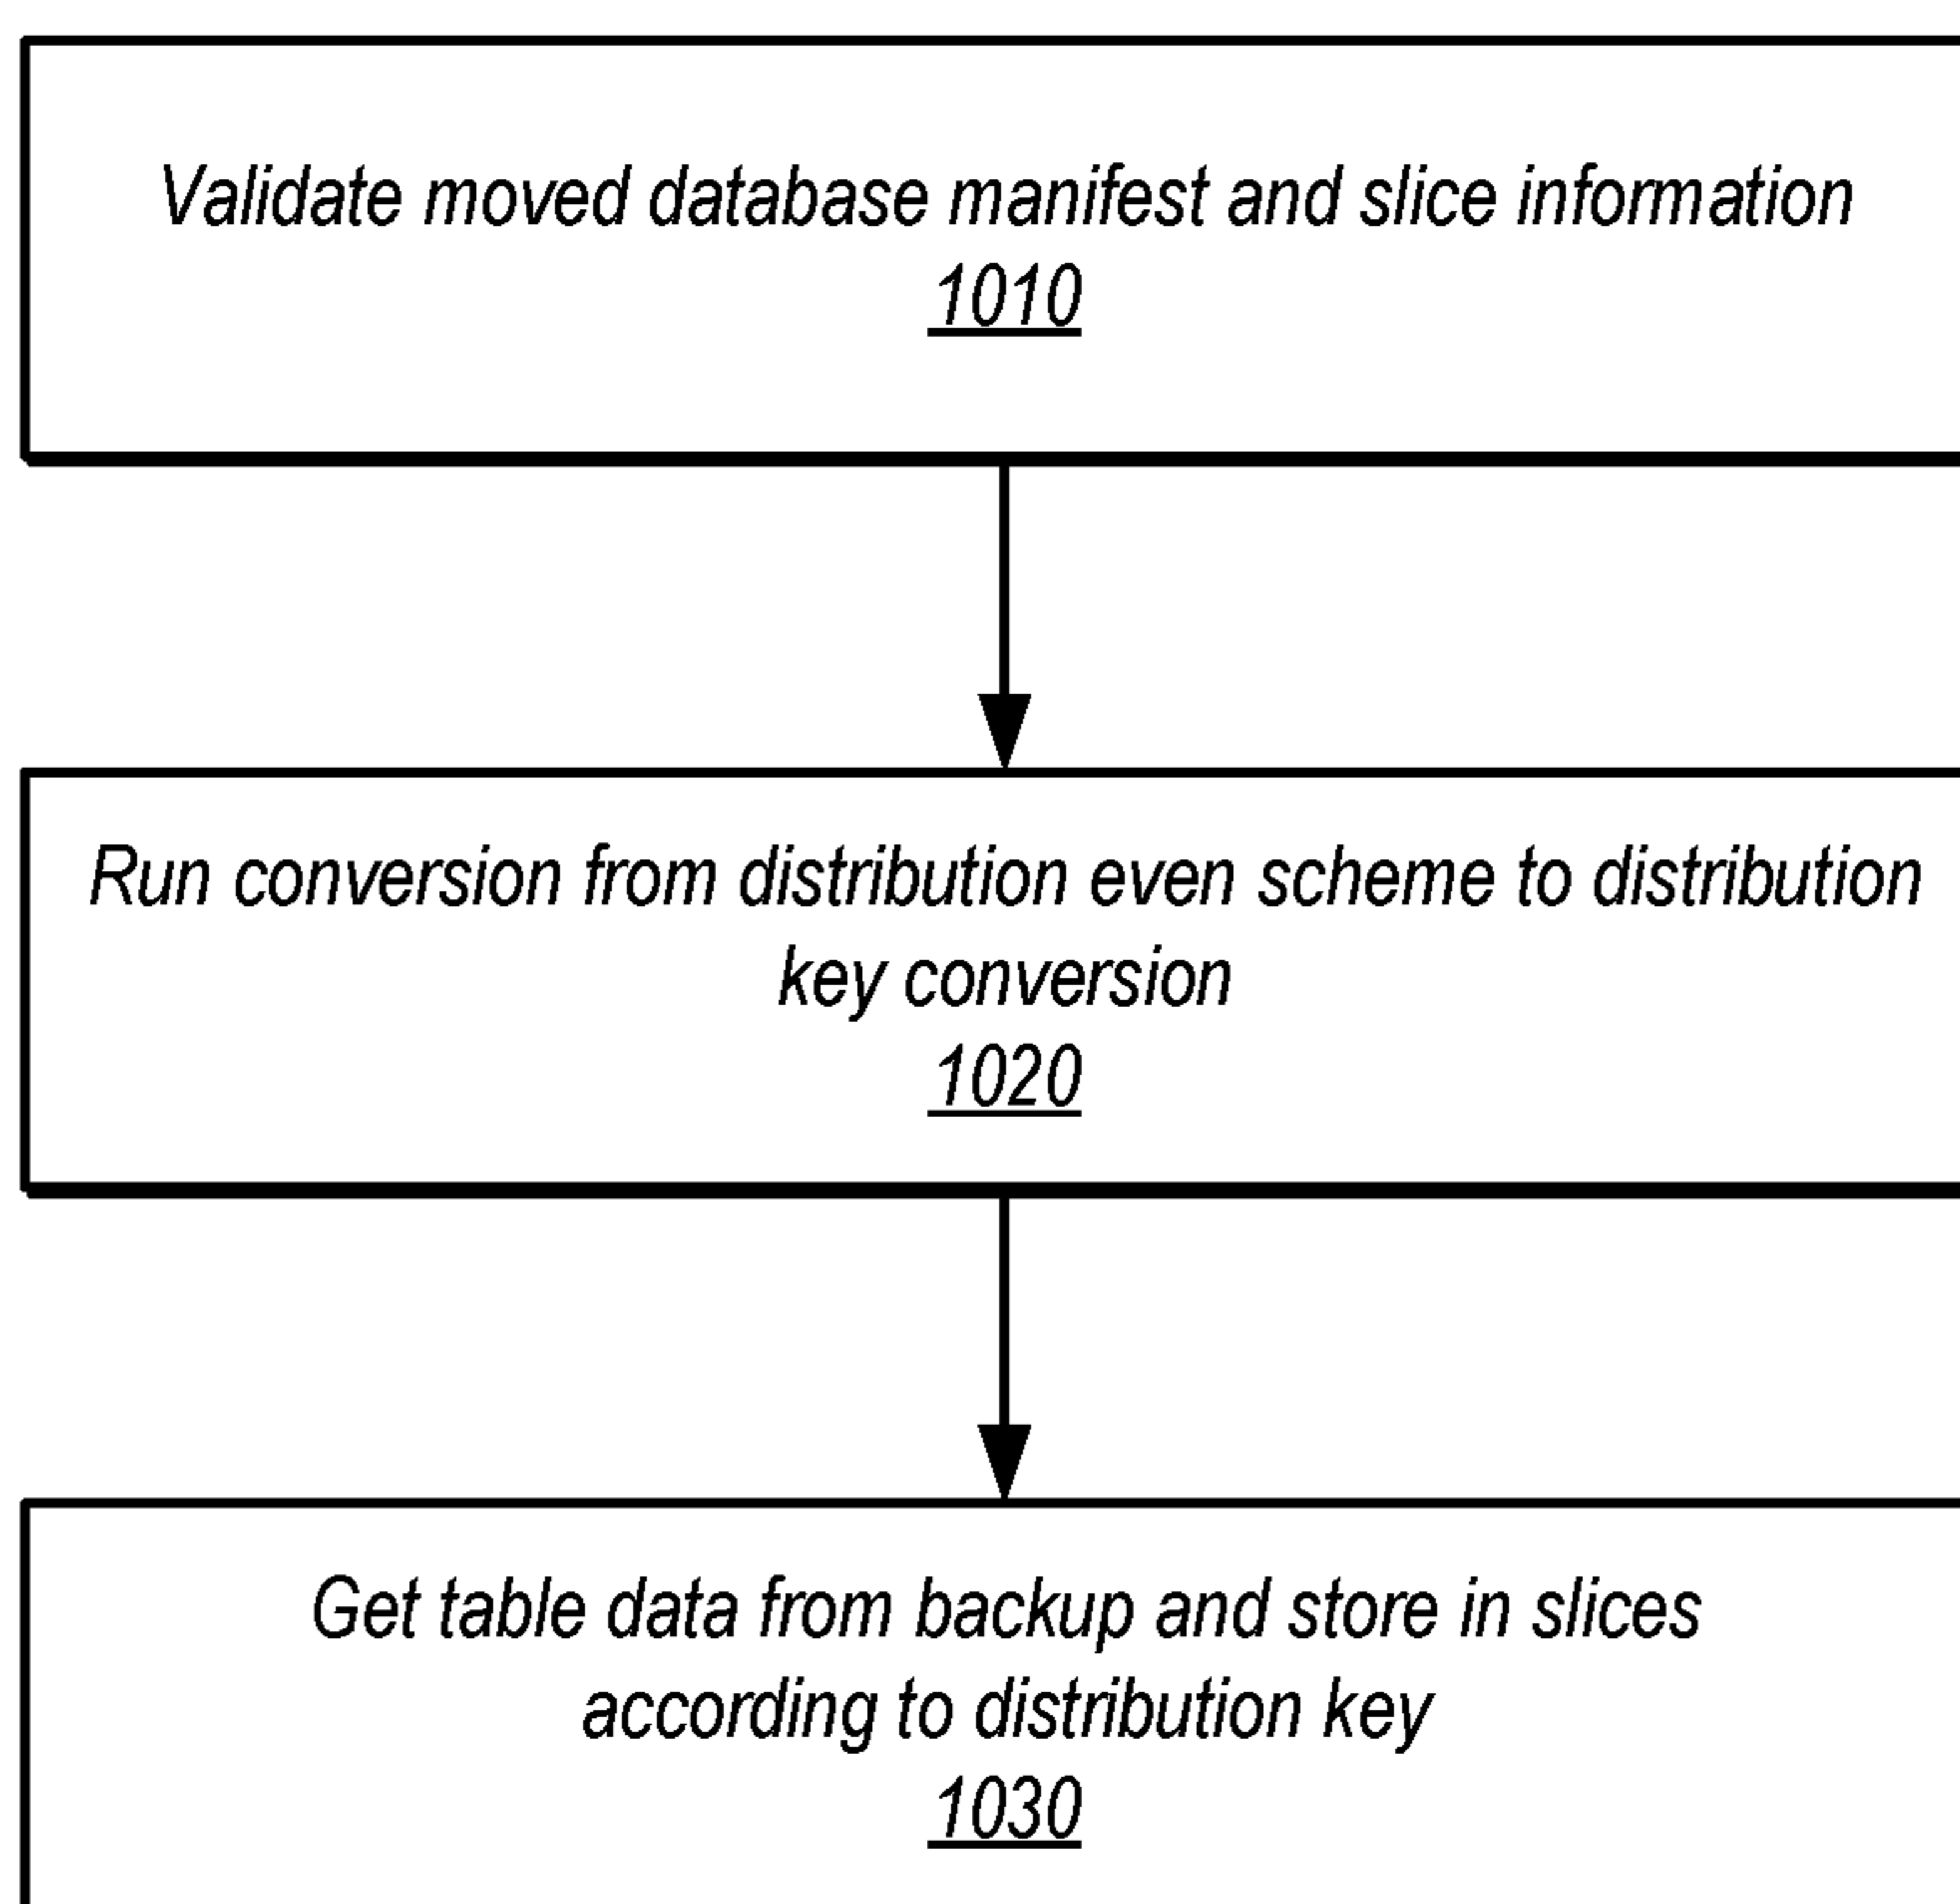 Validate moved database manifest and slice information
1010
Run conversion from distribution even scheme to distribution
key conversion
1020
Get table data from backup and store in slices
according to distribution key
1030